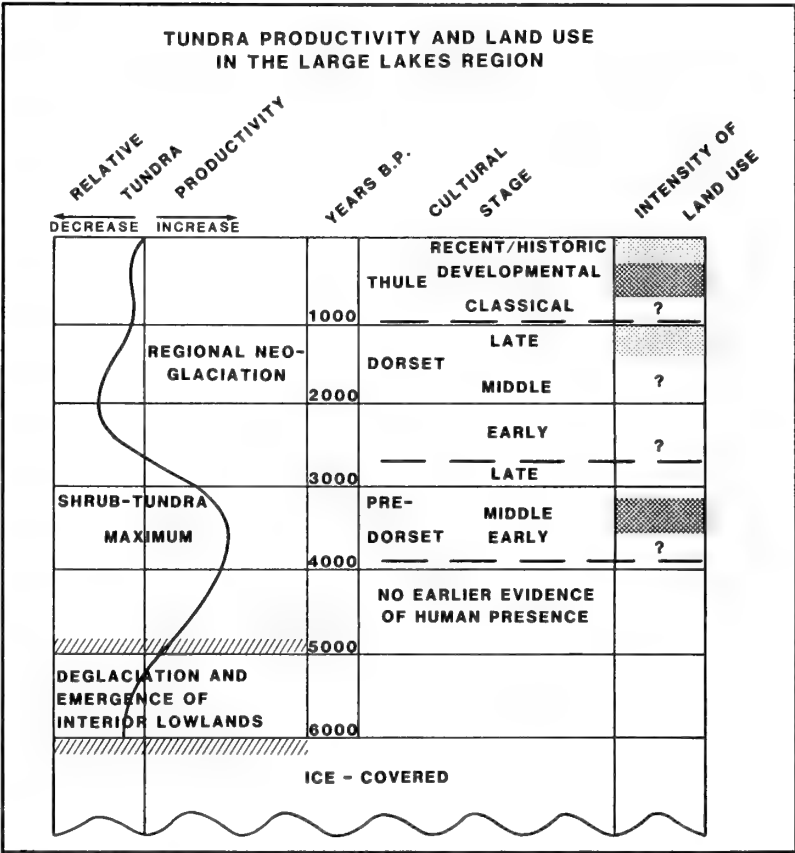 TUNDRA PRODUCTIVITY AND LAND USE
IN THE LARGE LAKES REGION
RELATIVE
TUNDRA PRODUCTIVITY
YEARS B.P.
CULTURAL
STAGE
INTENSITY OF
LAND USE
DECREASE INCREASE
RECENT/HISTORIC
THULE DEVELOPMENTAL
CLASSICAL ?
1000
REGIONAL NEO-
GLACIATION
LATE
DORSET
MIDDLE ?
2000
EARLY
?
3000
LATE
SHRUB-TUNDRA
MAXIMUM
PRE-
DORSET
MIDDLE
EARLY
?
4000
NO EARLIER EVIDENCE
OF HUMAN PRESENCE
5000
DEGLACIATION AND
EMERGENCE OF
INTERIOR LOWLANDS
6000
ICE - COVERED